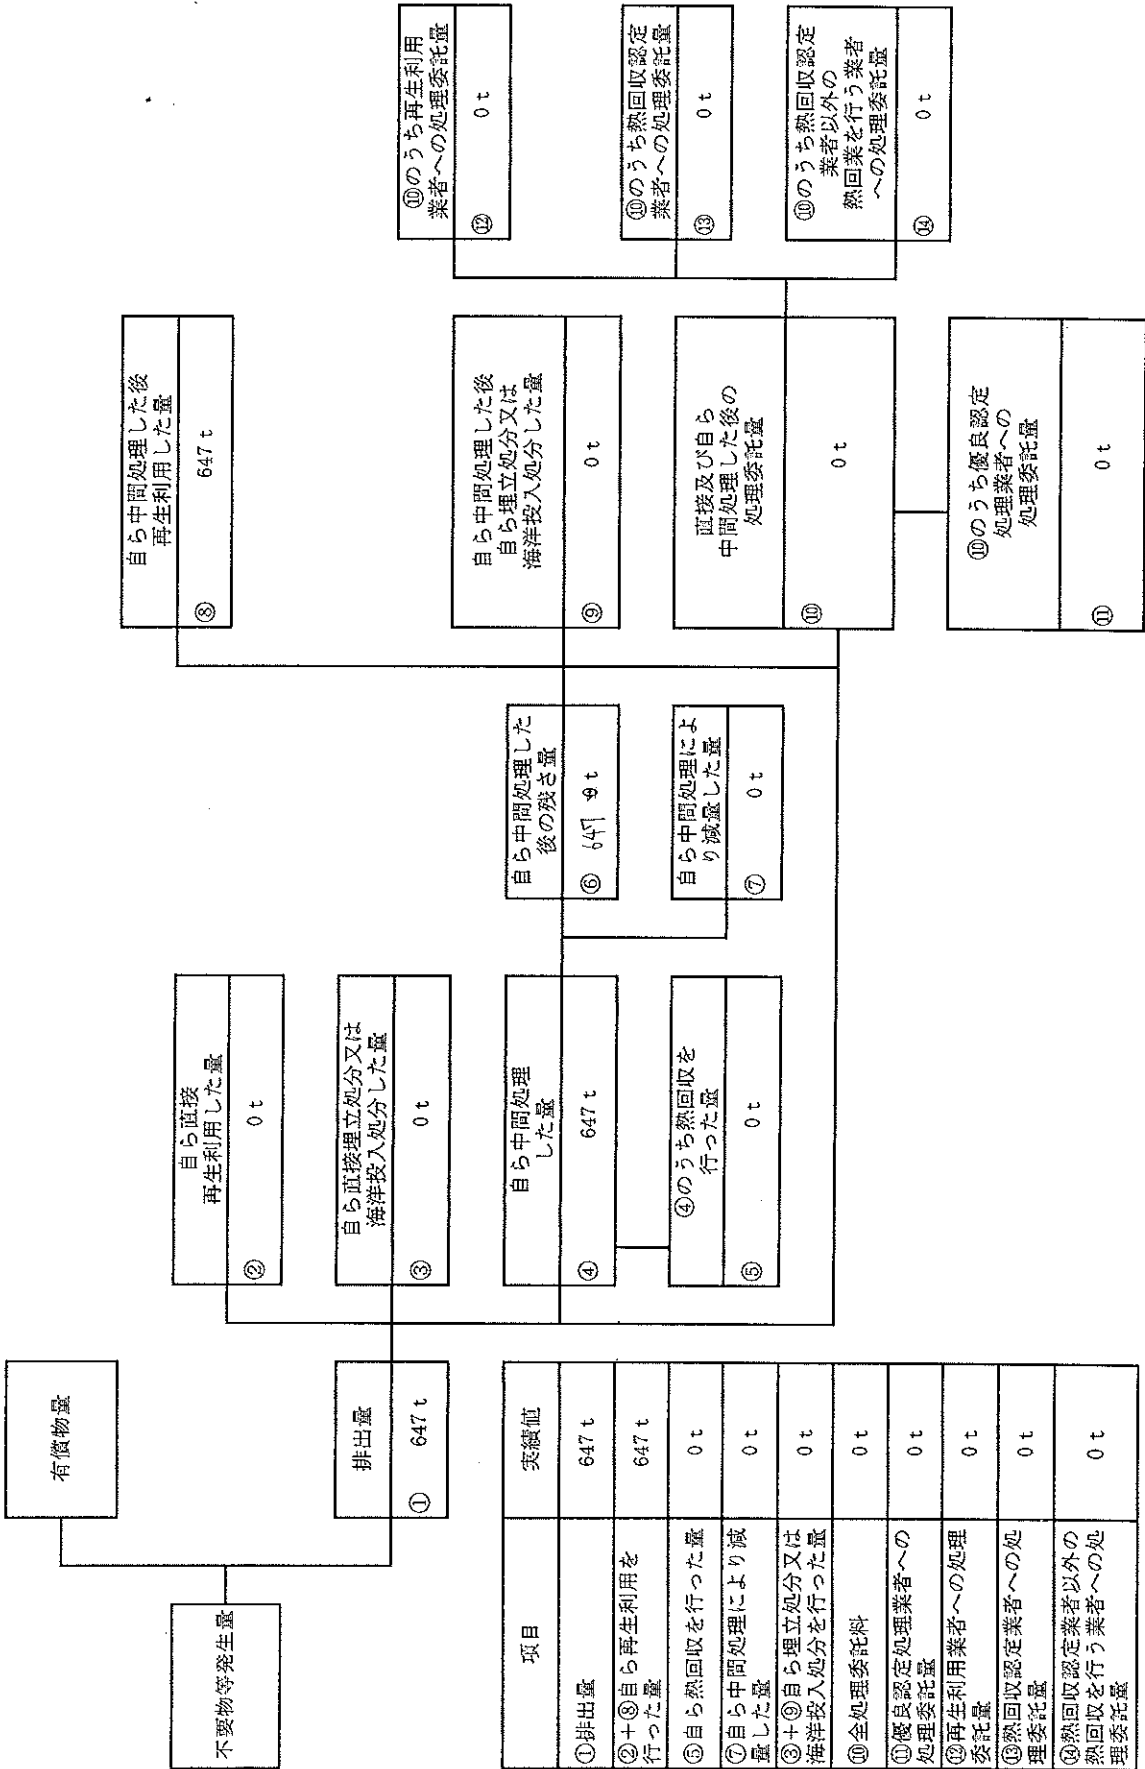 不要物等発生量
有償物量
排出量
① 647 t
自ら直接
再生利用した量
② 0 t
自ら直接埋立処分又は
海洋投入処分した量
③ 0 t
自ら中間処理
した量
④ 647 t
④のうち熱回収を
行った量
⑤ 0 t
自ら中間処理した
後の残さ量
⑥ 647 0 t
自ら中間処理によ
り減量した量
⑦ 0 t
自ら中間処理した後
再生利用した量
⑧ 647 t
自ら中間処理した後
自ら埋立処分又は
海洋投入処分した量
⑨ 0 t
直接及び自ら
中間処理した後の
処理委託量
⑩ 0 t
⑩のうち優良認定
処理業者への
処理委託量
⑪ 0 t
⑩のうち再生利用
業者への処理委託量
⑫ 0 t
⑩のうち熱回収認定
業者への処理委託量
⑬ 0 t
⑩のうち熱回収認定
業者以外の
熱回業を行う業者
への処理委託量
⑭ 0 t
項目 実績値
①排出量 647 t
②+⑧自ら再生利用を
行った量 647 t
⑤自ら熱回収を行った量 0 t
⑦自ら中間処理により減
量した量 0 t
③+⑨自ら埋立処分又は
海洋投入処分を行った量 0 t
⑩全処理委託料 0 t
⑪優良認定処理業者への
処理委託量 0 t
⑫再生利用業者への処理
委託量 0 t
⑬熱回収認定業者への処
理委託量 0 t
⑭熱回収認定業者以外の
熱回収を行う業者への処
理委託量 0 t